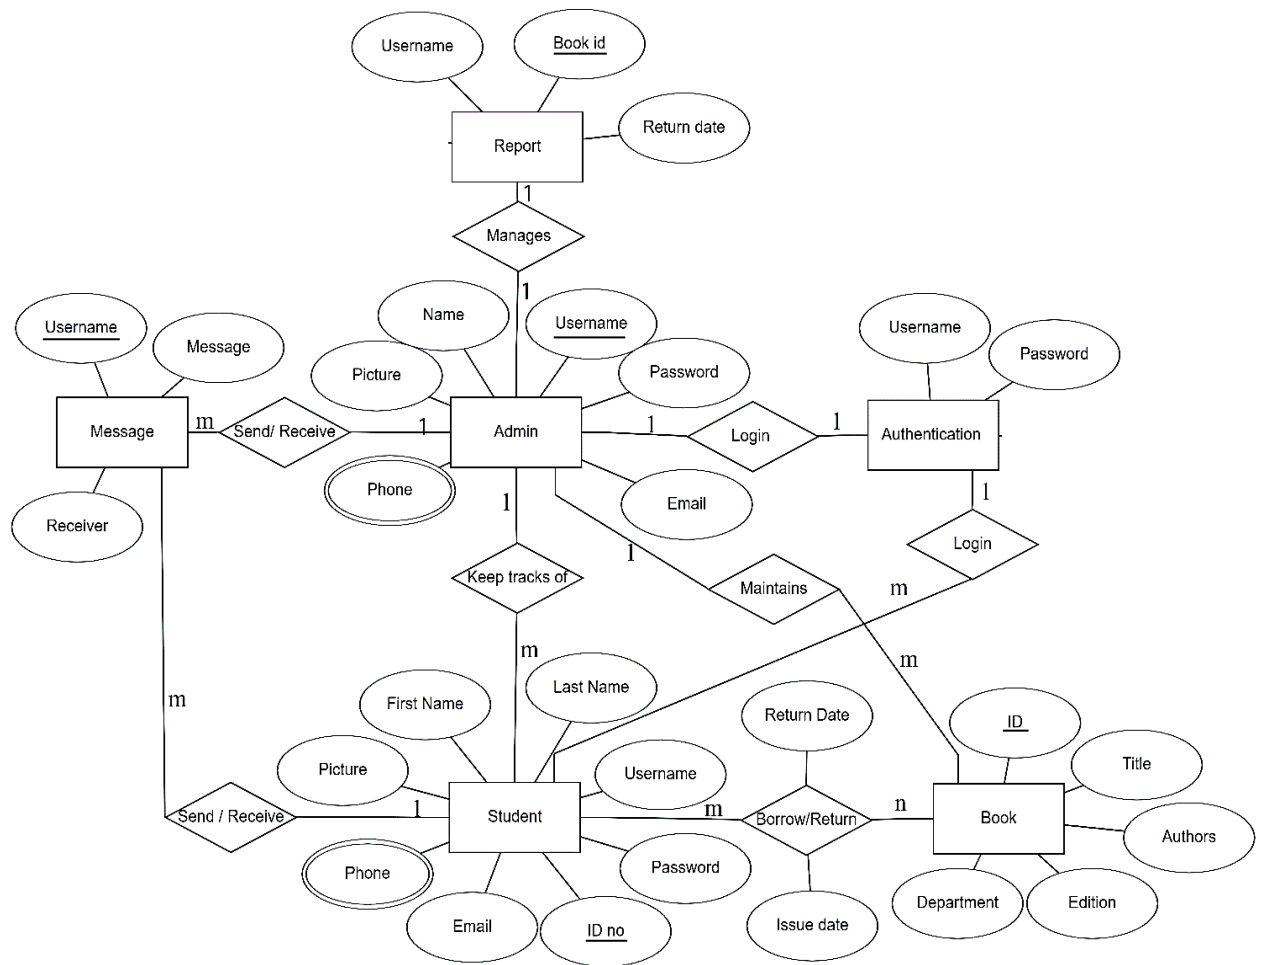 Username
Book id
Return date
Report
1
Manages
1
Name
Username
Username
Message
Picture
Password
Username
Password
Message
m
Send/ Receive
1
Admin
1
Login
1
Authentication
Receiver
Phone
Email
1
1
Login
1
Keep tracks of
Maintains
m
m
m
m
First Name
Last Name
Return Date
ID
Picture
Username
Title
Send / Receive
1
Student
m
Borrow/Return
n
Book
Authors
Phone
Password
Department
Edition
Email
ID no
Issue date